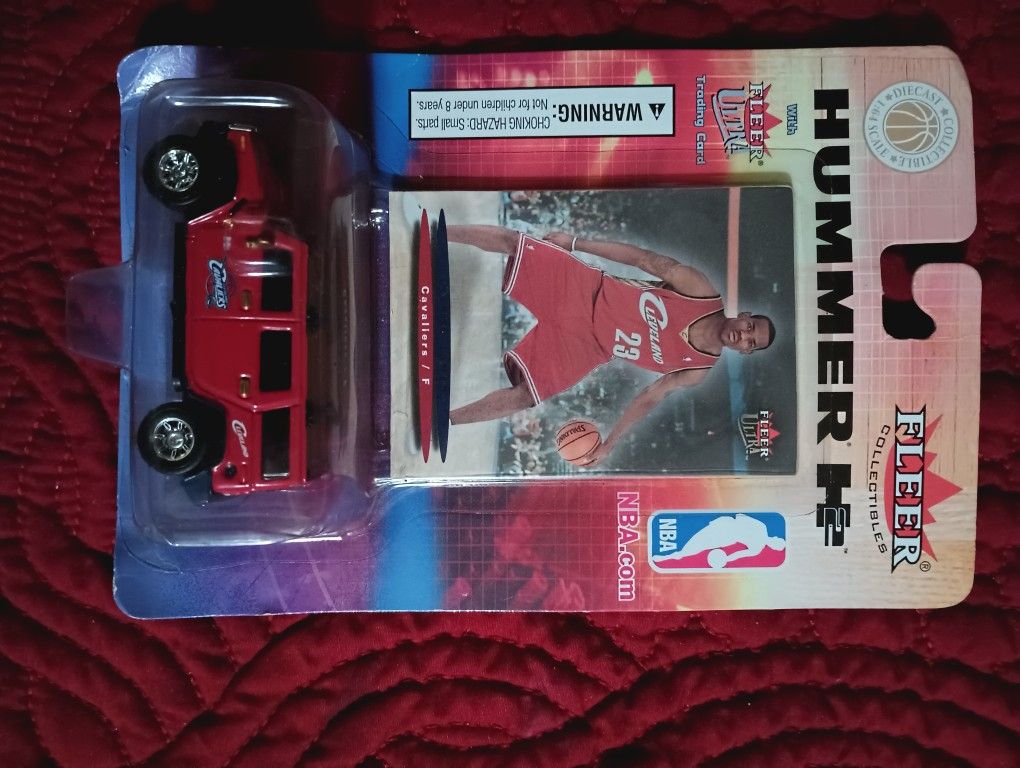 FLEER®
COLLECTIBLES
★ DIECAST ★ COLLECTIBLE ★ 1:64 SCALE
HUMMER® H2™
With
FLEER
ULTRA
Trading Card
⚠ WARNING:
CHOKING HAZARD: Small parts.
Not for children under 8 years.
NBA
NBA.com
FLEER
ULTRA
CLEVELAND
23
SPALDING
Cavaliers / F
CAVALIERS